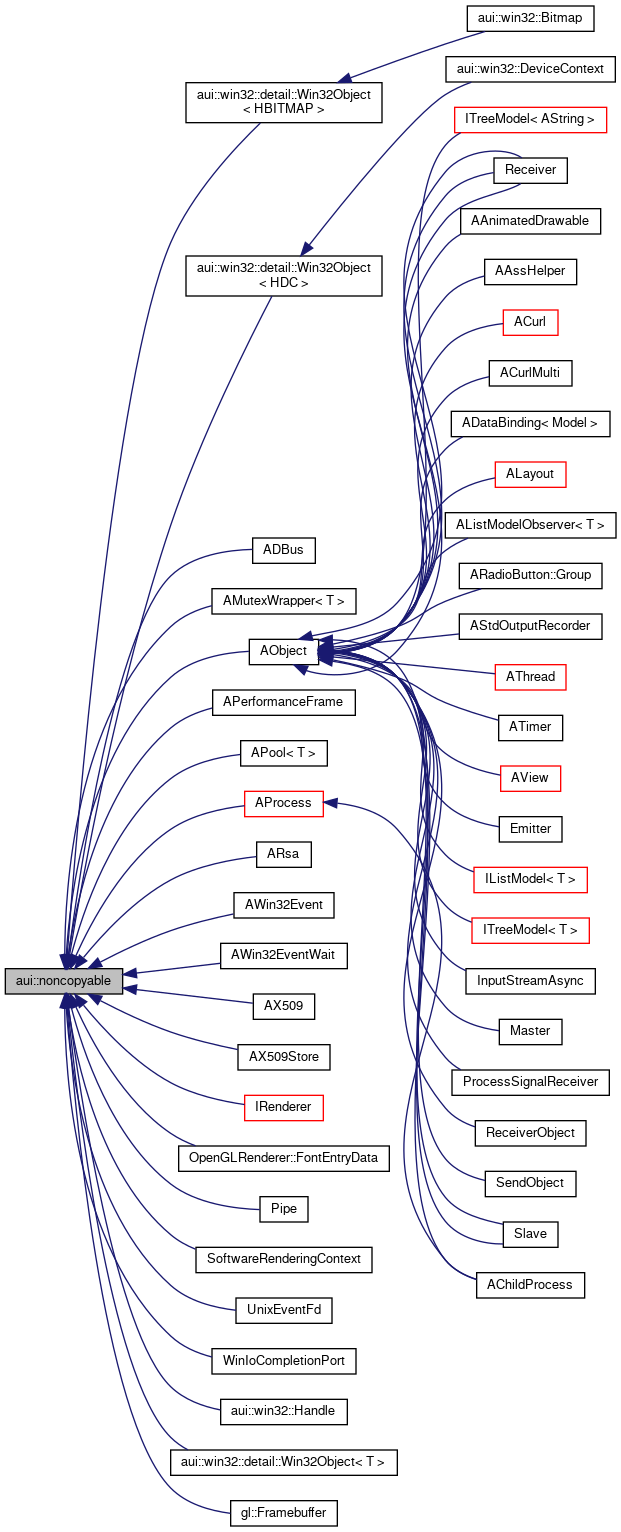 aui::win32::Bitmap
aui::win32::detail::Win32Object
< HBITMAP >
aui::win32::DeviceContext
ITreeModel< AString >
Receiver
AAnimatedDrawable
aui::win32::detail::Win32Object
< HDC >
AAssHelper
ACurl
ACurlMulti
ADataBinding< Model >
ALayout
AListModelObserver< T >
ADBus
ARadioButton::Group
AMutexWrapper< T >
AStdOutputRecorder
AObject
AThread
APerformanceFrame
ATimer
APool< T >
AView
AProcess
Emitter
ARsa
IListModel< T >
AWin32Event
ITreeModel< T >
AWin32EventWait
aui::noncopyable
InputStreamAsync
AX509
Master
AX509Store
ProcessSignalReceiver
IRenderer
ReceiverObject
OpenGLRenderer::FontEntryData
SendObject
Pipe
Slave
SoftwareRenderingContext
AChildProcess
UnixEventFd
WinIoCompletionPort
aui::win32::Handle
aui::win32::detail::Win32Object< T >
gl::Framebuffer